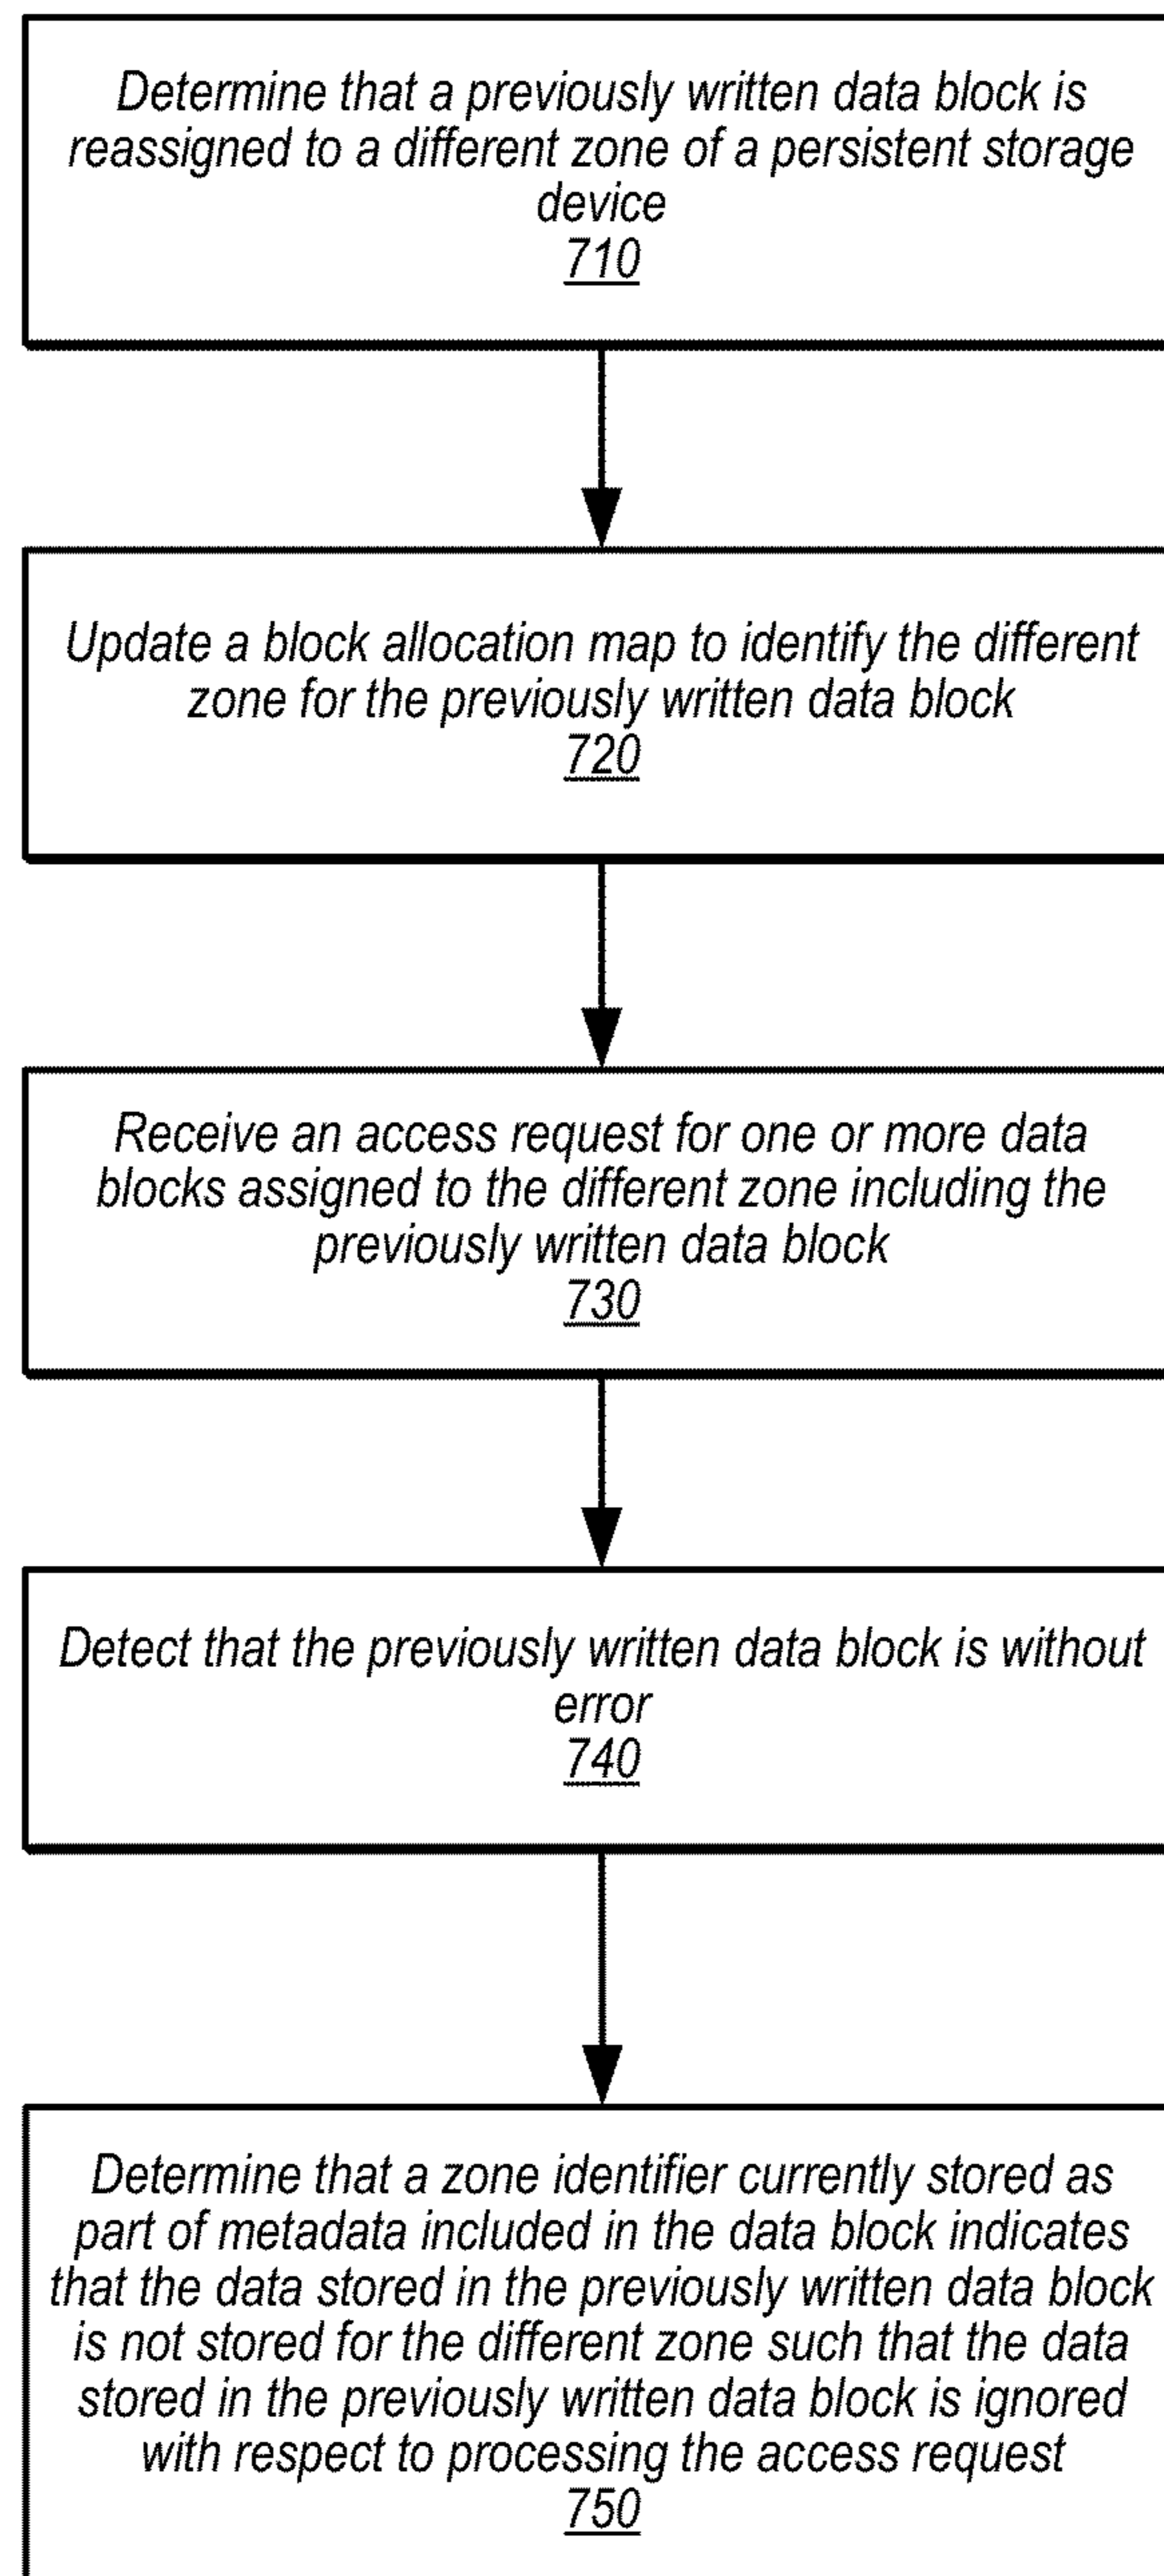 Determine that a previously written data block is
reassigned to a different zone of a persistent storage
device
710
Update a block allocation map to identify the different
zone for the previously written data block
720
Receive an access request for one or more data
blocks assigned to the different zone including the
previously written data block
730
Detect that the previously written data block is without
error
740
Determine that a zone identifier currently stored as
part of metadata included in the data block indicates
that the data stored in the previously written data block
is not stored for the different zone such that the data
stored in the previously written data block is ignored
with respect to processing the access request
750